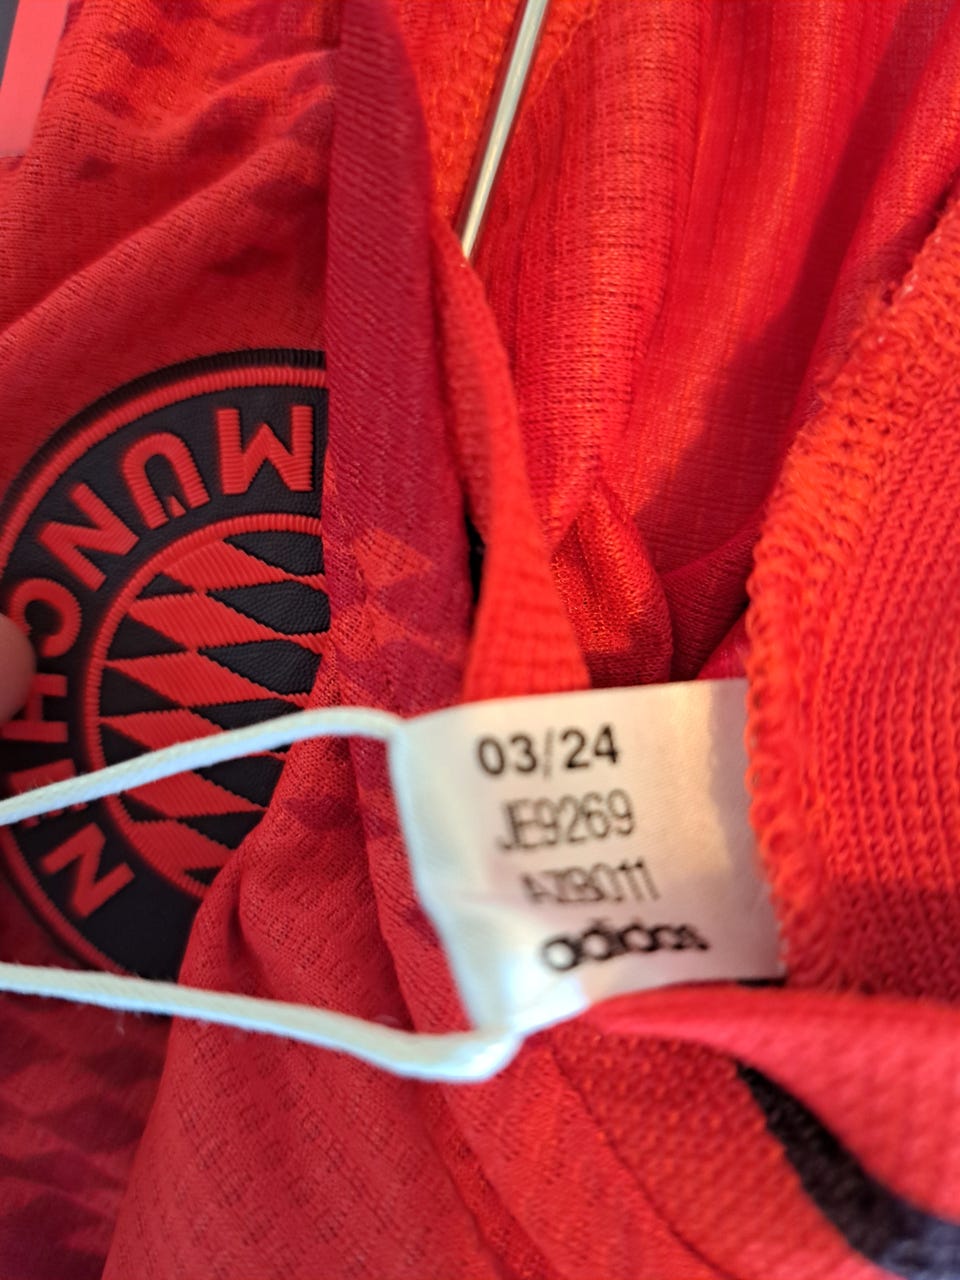 MÜNCHEN
03/24
JE9269
AZB011
adidas